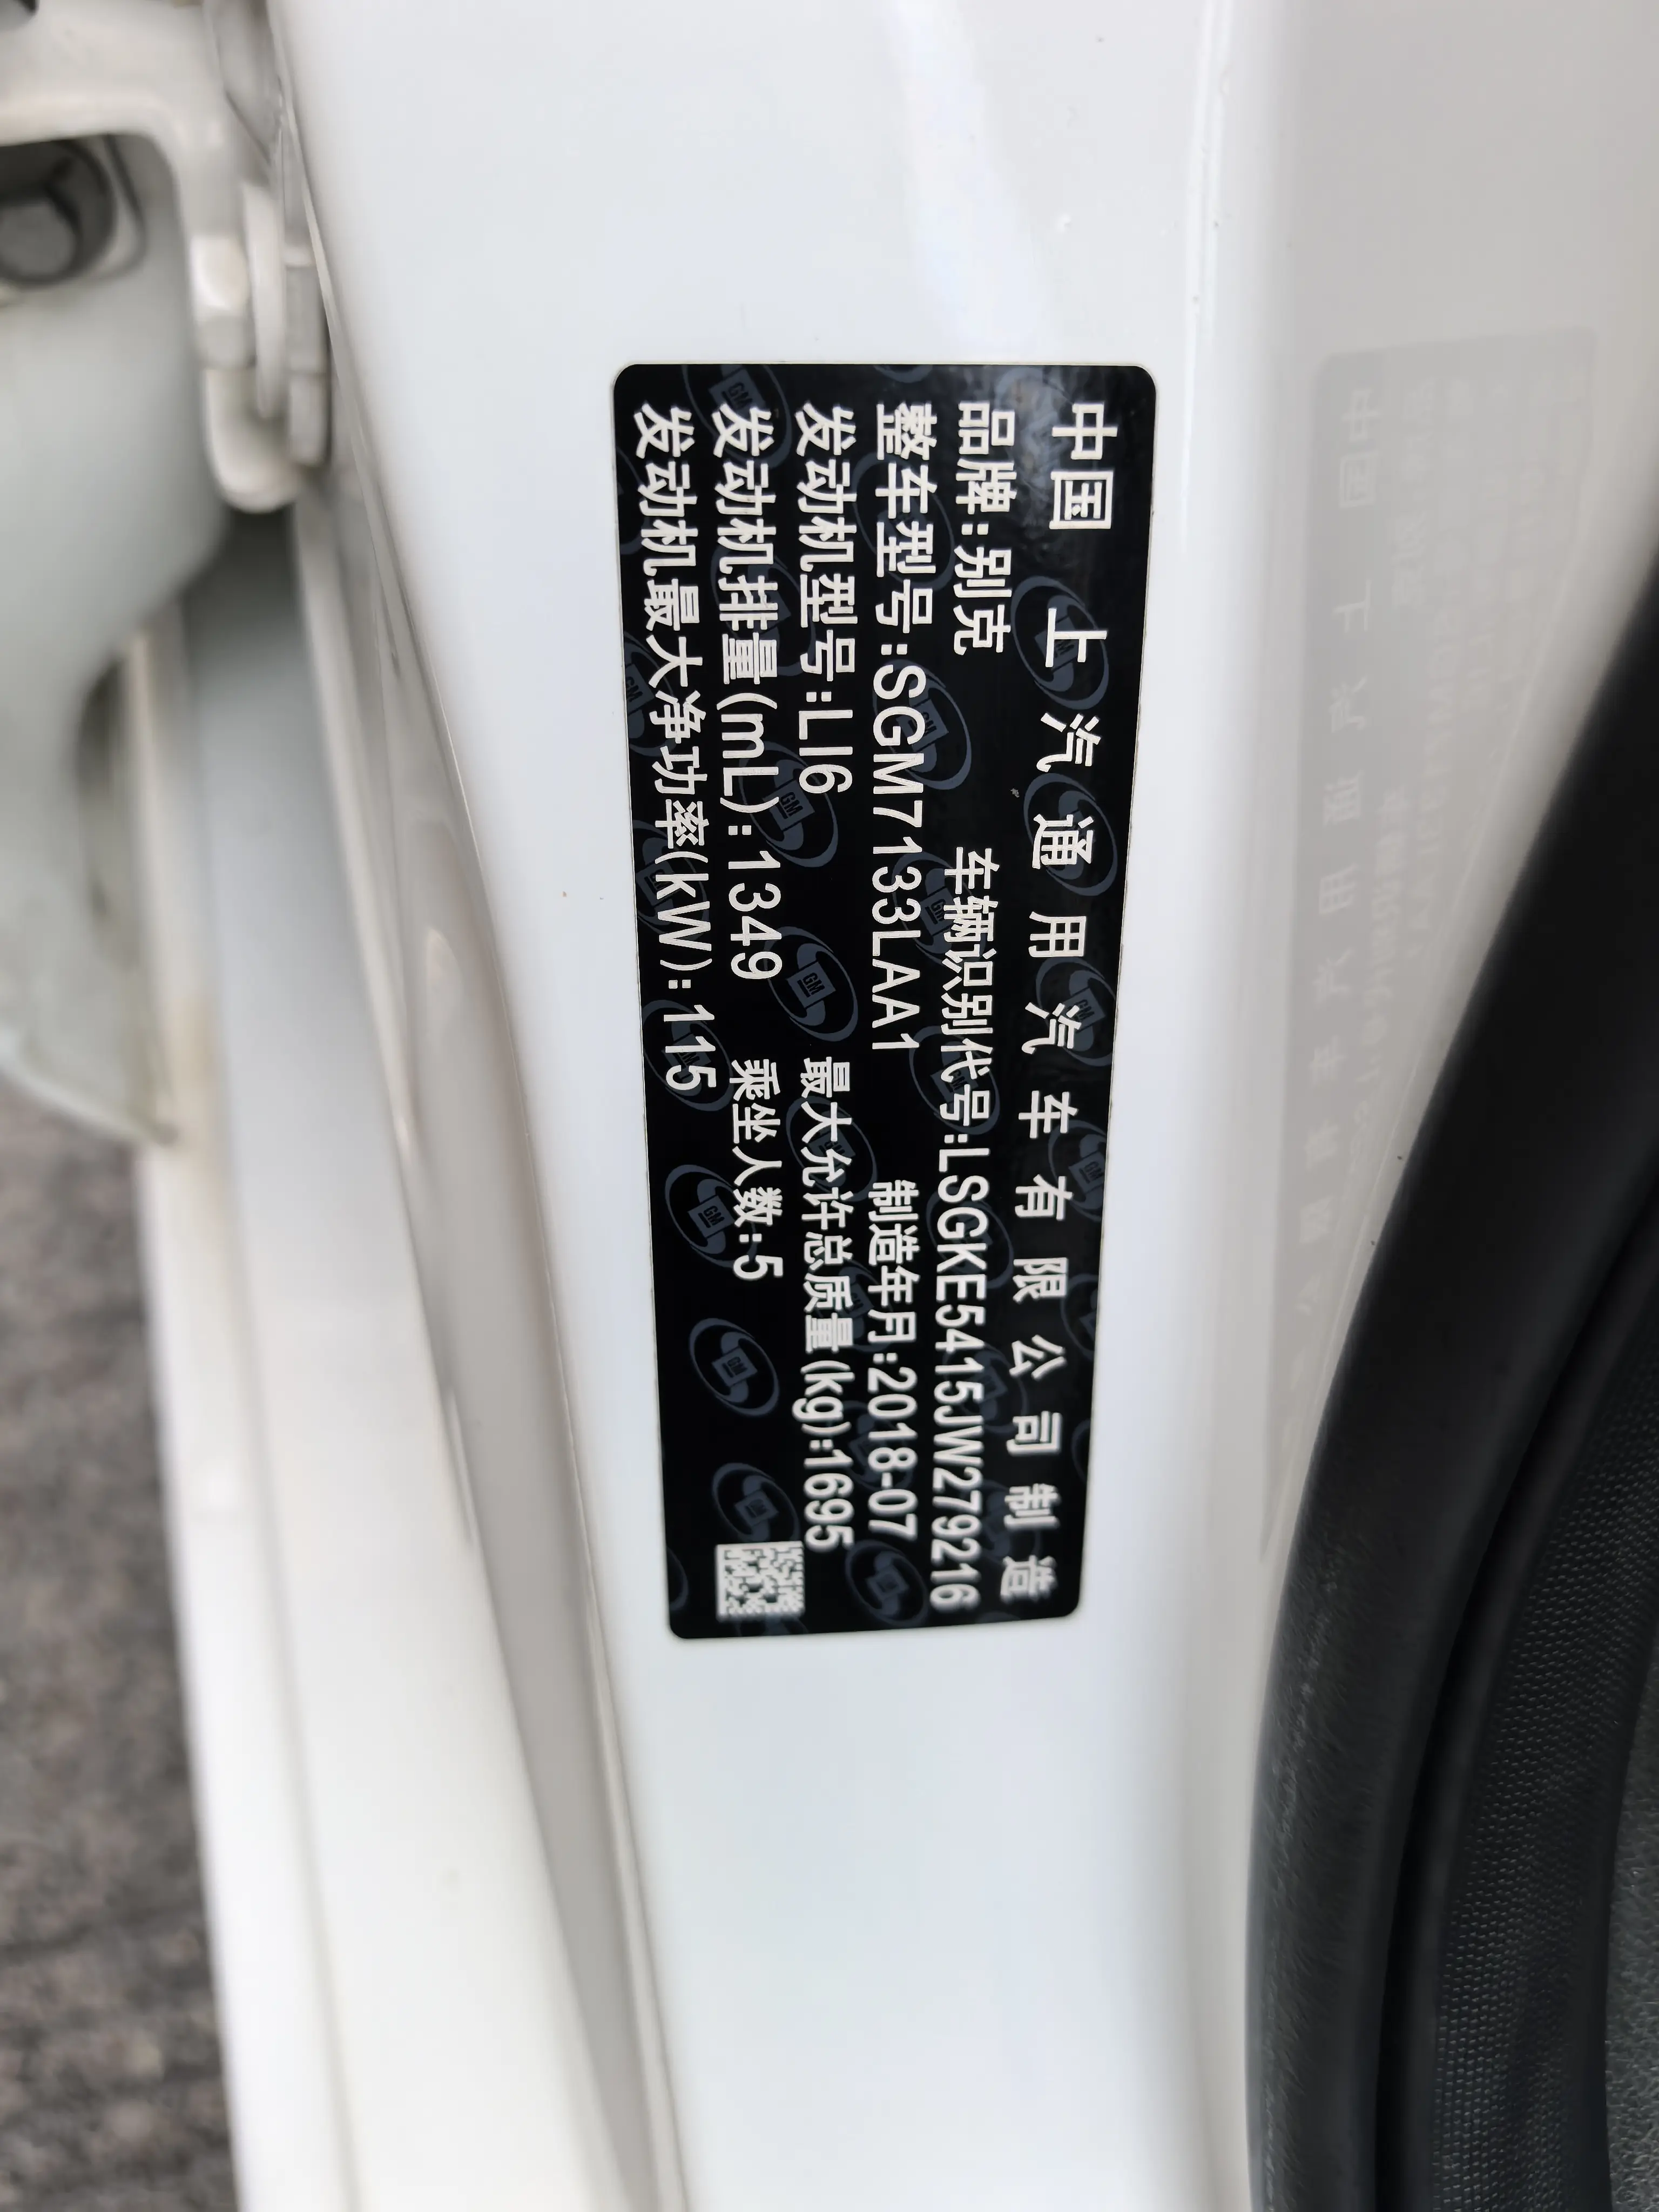 中国 上汽通用汽车有限公司制造
品牌:别克 车辆识别代号:LSGKE5415JW279216
整车型号:SGM7133LAA1 制造年月:2018-07
发动机型号:LI6 最大允许总质量(kg):1695
发动机排量(mL):1349 乘坐人数:5
发动机最大净功率(kW):115